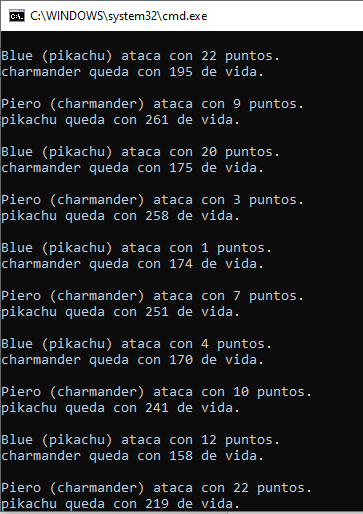 C:\WINDOWS\system32\cmd.exe
Blue (pikachu) ataca con 22 puntos.
charmander queda con 195 de vida.
Piero (charmander) ataca con 9 puntos.
pikachu queda con 261 de vida.
Blue (pikachu) ataca con 20 puntos.
charmander queda con 175 de vida.
Piero (charmander) ataca con 3 puntos.
pikachu queda con 258 de vida.
Blue (pikachu) ataca con 1 puntos.
charmander queda con 174 de vida.
Piero (charmander) ataca con 7 puntos.
pikachu queda con 251 de vida.
Blue (pikachu) ataca con 4 puntos.
charmander queda con 170 de vida.
Piero (charmander) ataca con 10 puntos.
pikachu queda con 241 de vida.
Blue (pikachu) ataca con 12 puntos.
charmander queda con 158 de vida.
Piero (charmander) ataca con 22 puntos.
pikachu queda con 219 de vida.